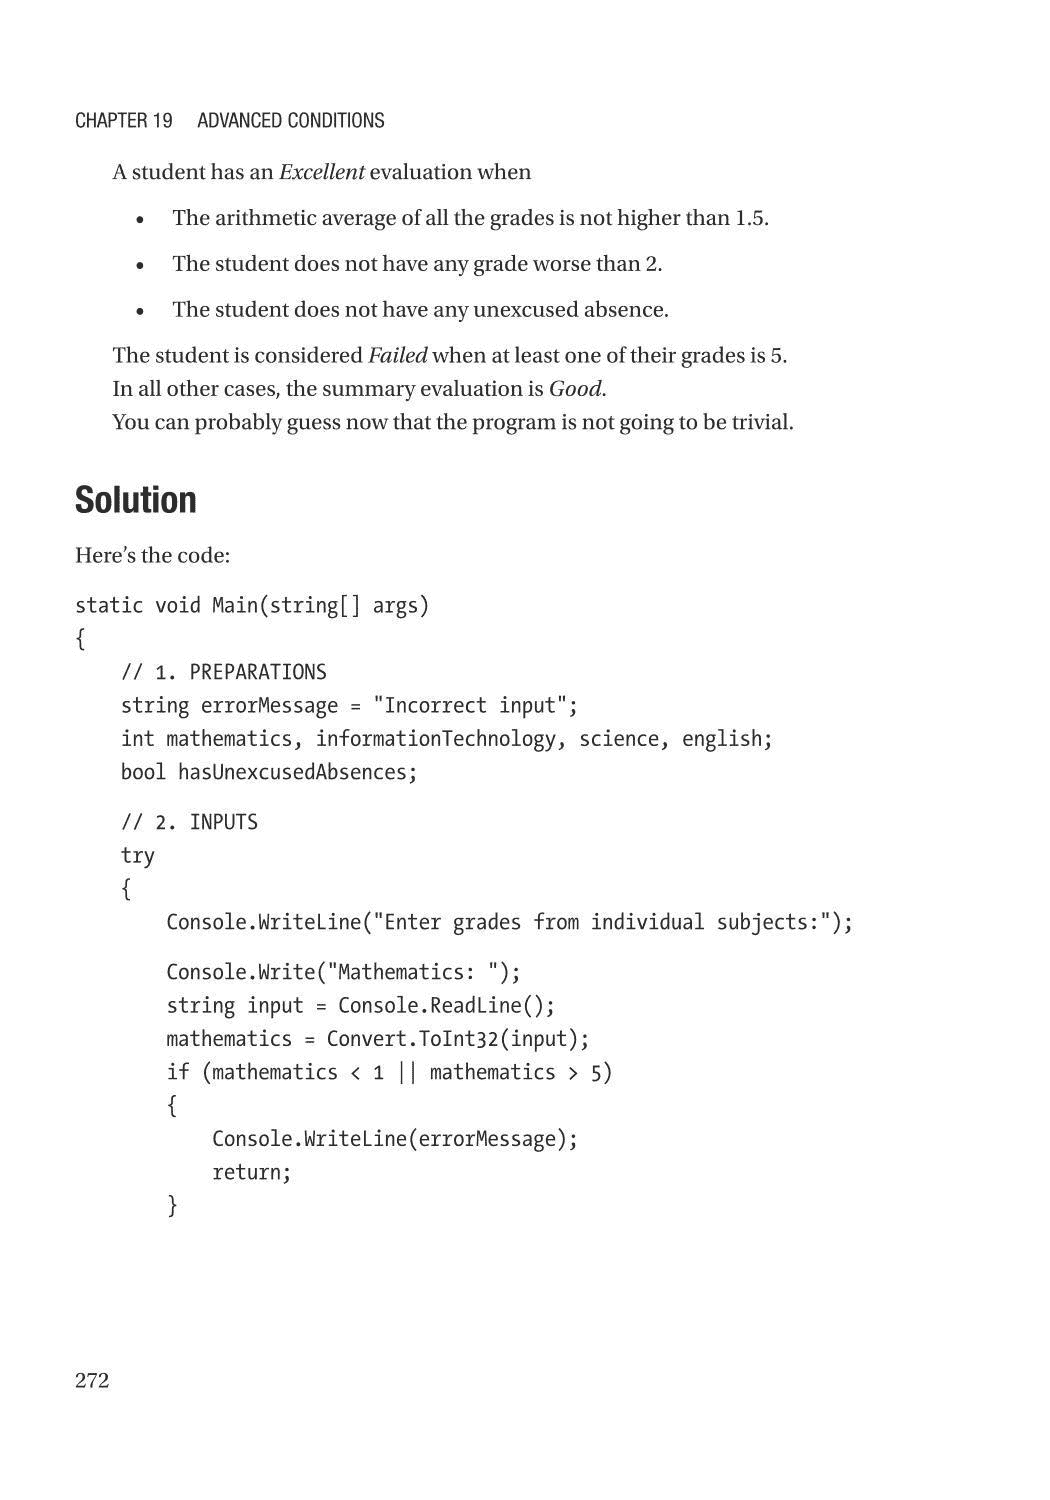 CHAPTER 19 ADVANCED CONDITIONS
A student has an Excellent evaluation when
• The arithmetic average of all the grades is not higher than 1.5.
• The student does not have any grade worse than 2.
• The student does not have any unexcused absence.
The student is considered Failed when at least one of their grades is 5.
In all other cases, the summary evaluation is Good.
You can probably guess now that the program is not going to be trivial.
Solution
Here’s the code:
static void Main(string[] args)
{
    // 1. PREPARATIONS
    string errorMessage = "Incorrect input";
    int mathematics, informationTechnology, science, english;
    bool hasUnexcusedAbsences;
    // 2. INPUTS
    try
    {
        Console.WriteLine("Enter grades from individual subjects:");
        Console.Write("Mathematics: ");
        string input = Console.ReadLine();
        mathematics = Convert.ToInt32(input);
        if (mathematics < 1 || mathematics > 5)
        {
            Console.WriteLine(errorMessage);
            return;
        }
272